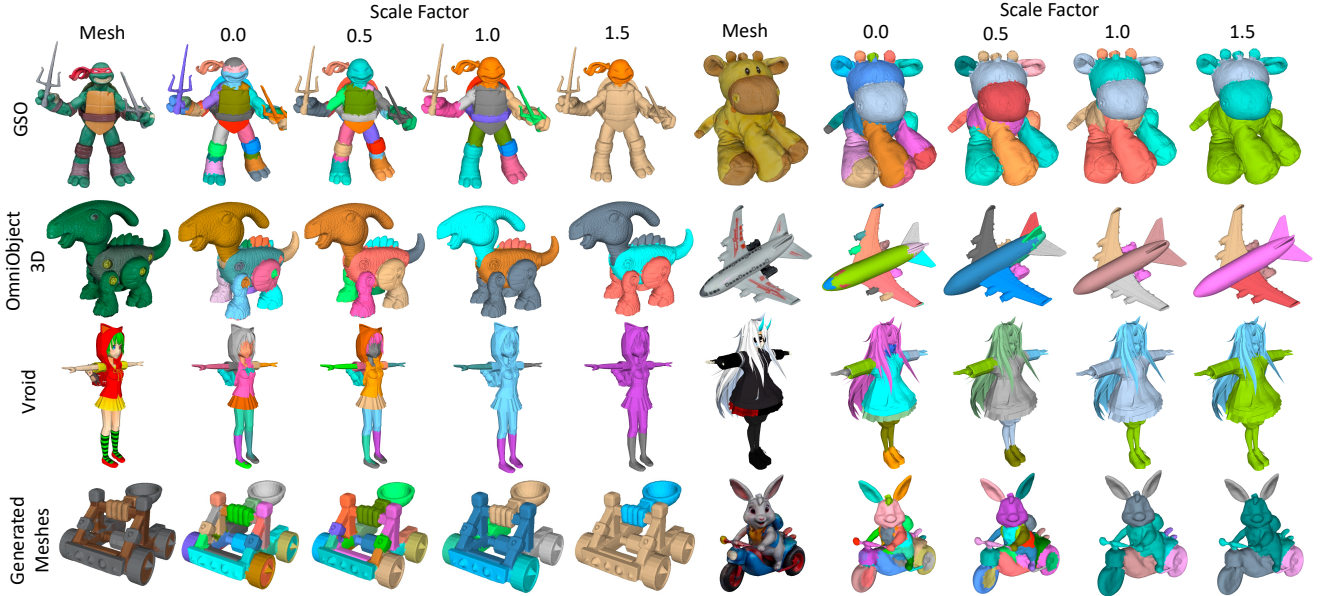 Scale Factor
Scale Factor
Mesh 0.0 0.5 1.0 1.5 Mesh 0.0 0.5 1.0 1.5
GSO
OmniObject
3D
Vroid
Generated
Meshes